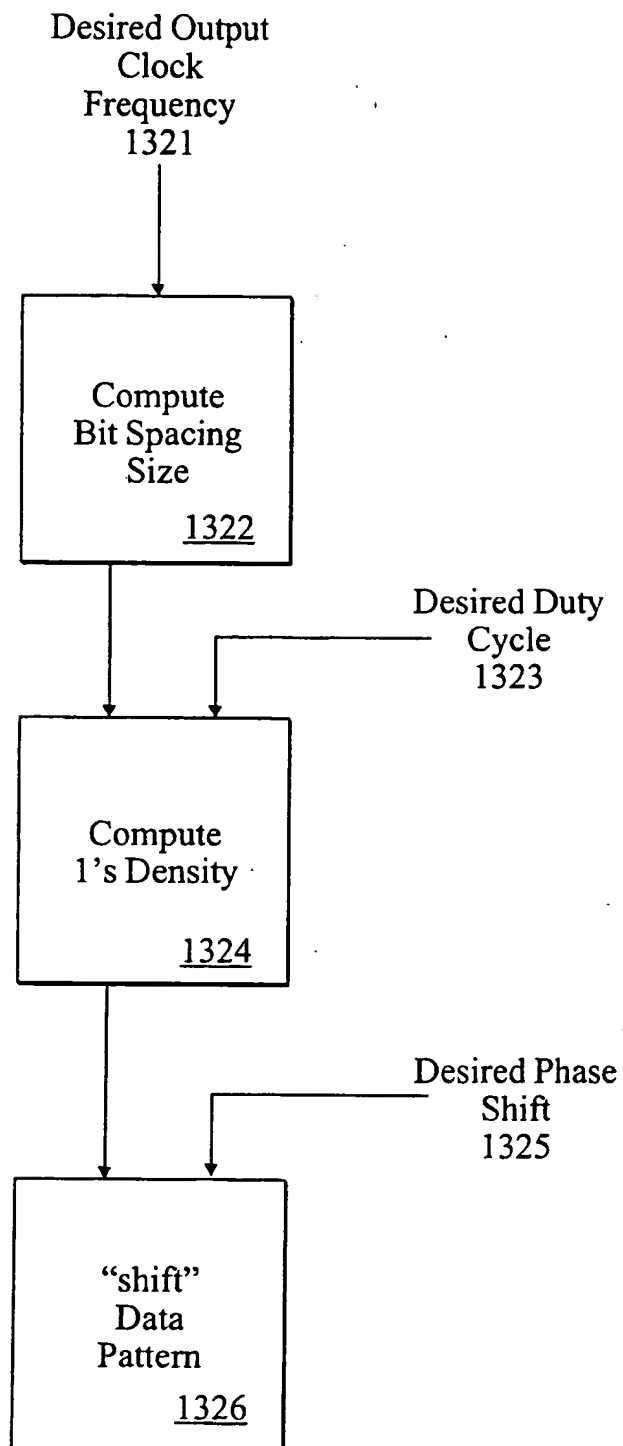 Desired Output
Clock
Frequency
1321
Compute
Bit Spacing
Size
1322
Desired Duty
Cycle
1323
Compute
1's Density
1324
Desired Phase
Shift
1325
“shift”
Data
Pattern
1326